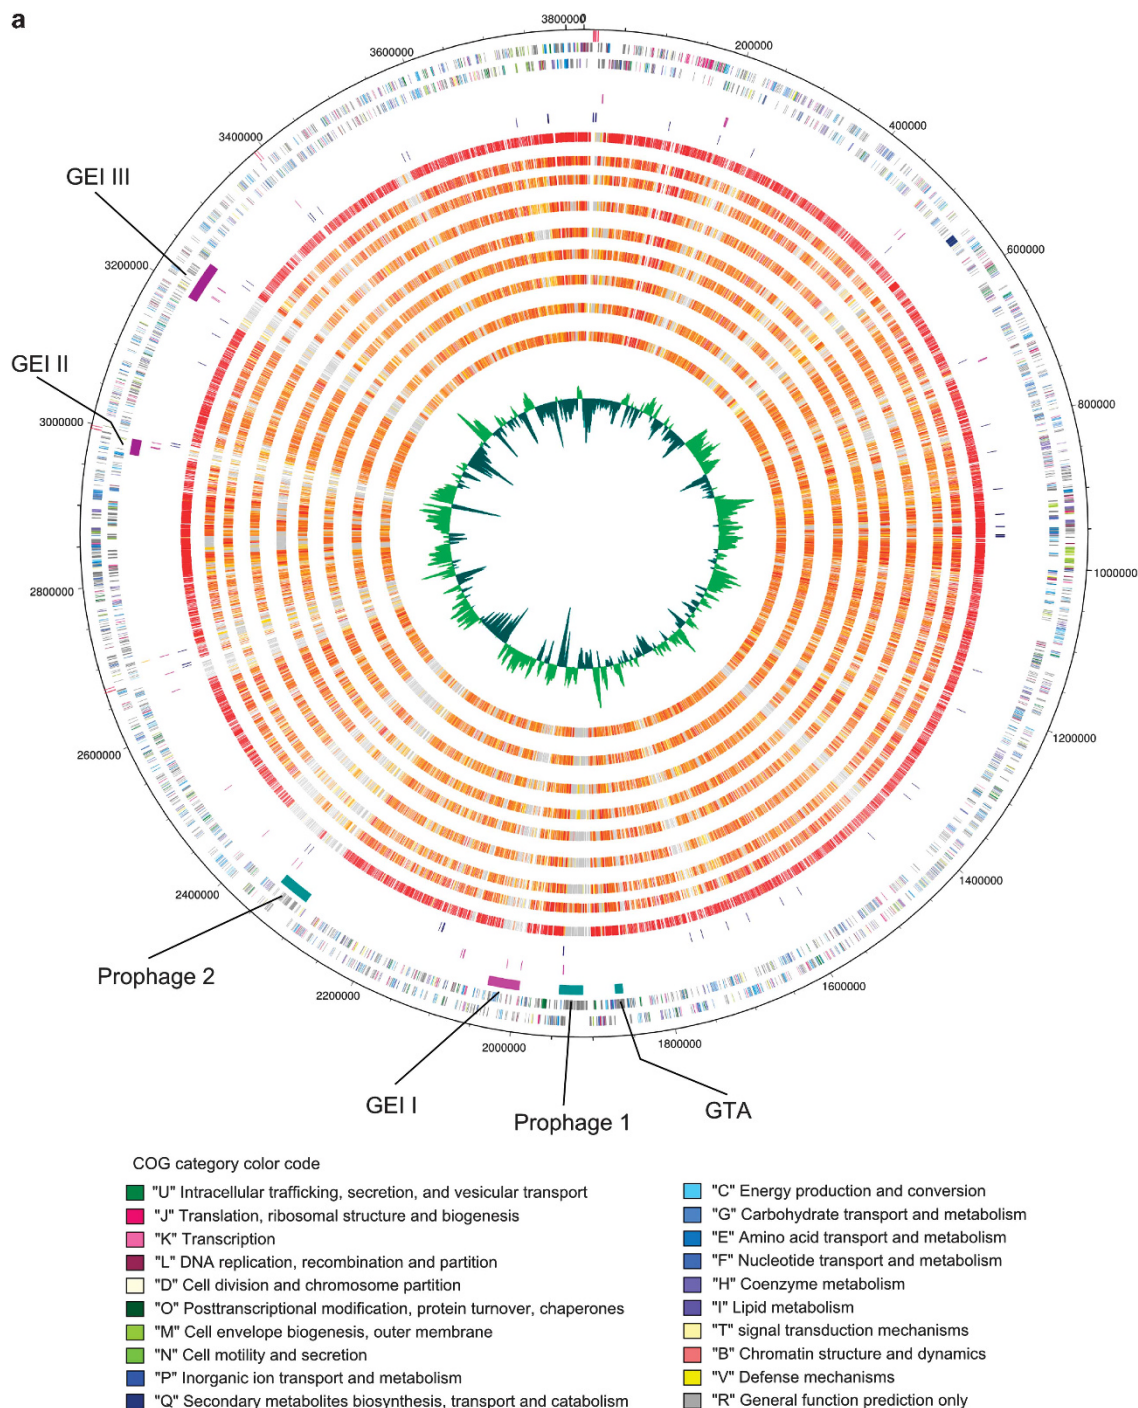 a
3800000
0
200000
400000
600000
800000
1000000
1200000
1400000
1600000
1800000
2000000
2200000
2400000
2600000
2800000
3000000
3200000
3400000
3600000
GEI III
GEI II
Prophage 2
GEI I
Prophage 1
GTA
COG category color code
"U" Intracellular trafficking, secretion, and vesicular transport
"J" Translation, ribosomal structure and biogenesis
"K" Transcription
"L" DNA replication, recombination and partition
"D" Cell division and chromosome partition
"O" Posttranscriptional modification, protein turnover, chaperones
"M" Cell envelope biogenesis, outer membrane
"N" Cell motility and secretion
"P" Inorganic ion transport and metabolism
"Q" Secondary metabolites biosynthesis, transport and catabolism
"C" Energy production and conversion
"G" Carbohydrate transport and metabolism
"E" Amino acid transport and metabolism
"F" Nucleotide transport and metabolism
"H" Coenzyme metabolism
"I" Lipid metabolism
"T" signal transduction mechanisms
"B" Chromatin structure and dynamics
"V" Defense mechanisms
"R" General function prediction only